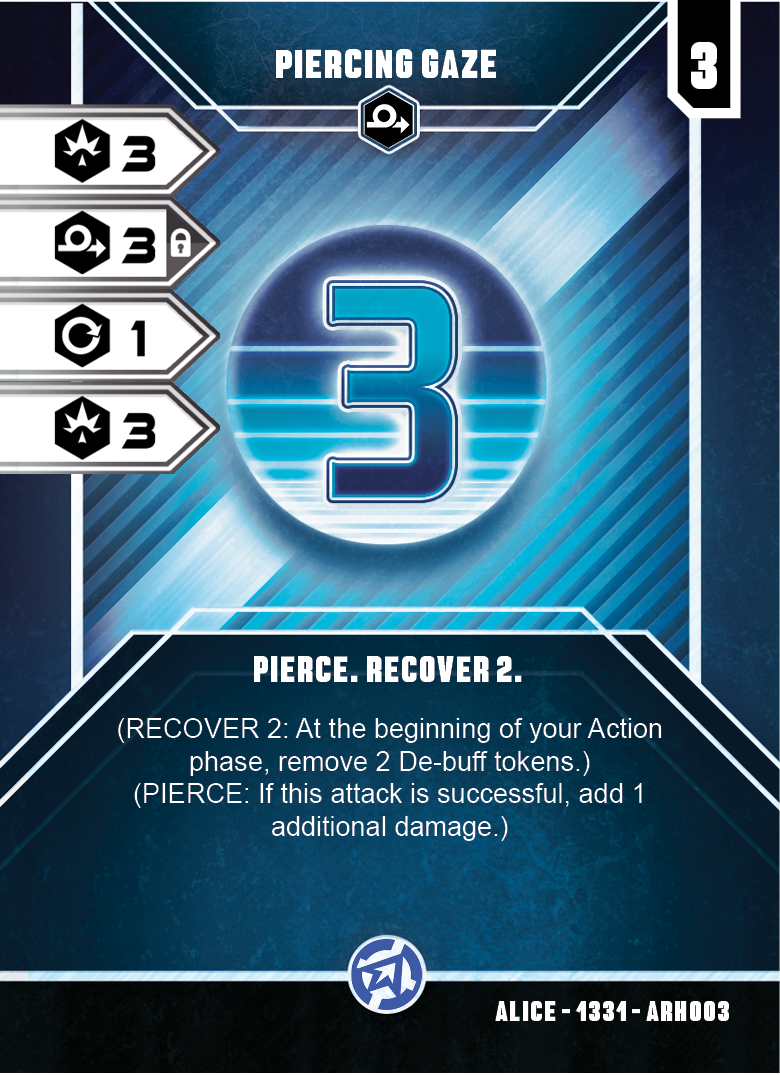 PIERCING GAZE
3
3
3
1
3
3
PIERCE. RECOVER 2.
(RECOVER 2: At the beginning of your Action
phase, remove 2 De-buff tokens.)
(PIERCE: If this attack is successful, add 1
additional damage.)
ALICE - 1331 - ARH003